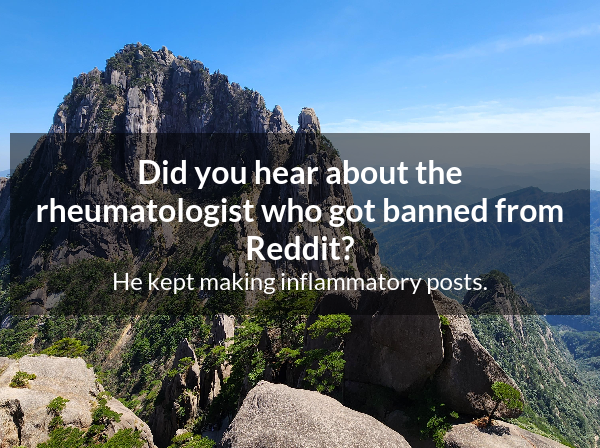 Did you hear about the
rheumatologist who got banned from
Reddit?
He kept making inflammatory posts.